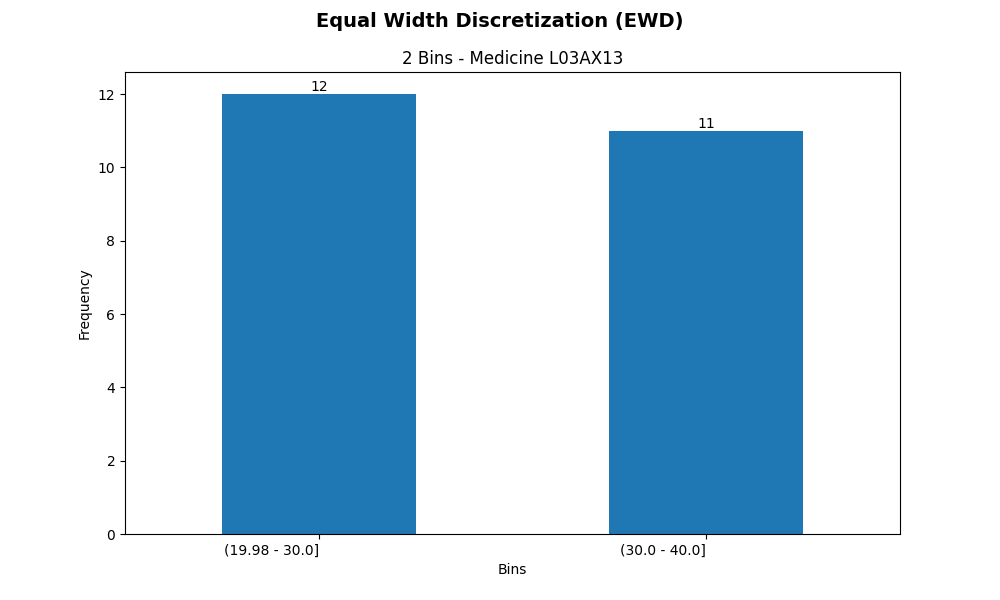 Equal Width Discretization (EWD)
2 Bins - Medicine L03AX13
12
11
12
10
8
6
4
2
0
Frequency
(19.98 - 30.0]
(30.0 - 40.0]
Bins